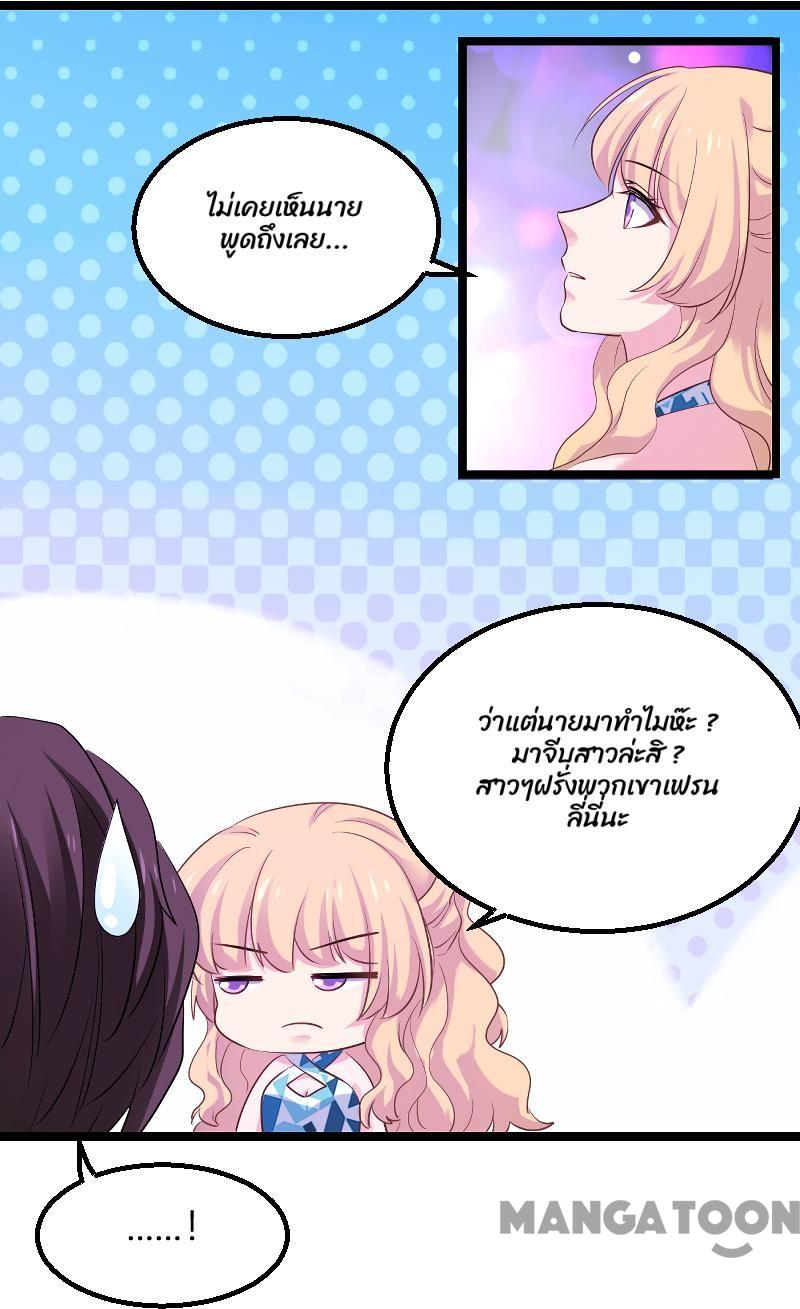 ไม่เคยเห็นนาย
พูดถึงเลย...
ว่าแต่นายมาทำไมห๊ะ ?
มาจีบสาวล่ะสิ ?
สาวๆฝรั่งพวกเขาเฟรน
ลี่นี่นะ
......!
MANGATOON